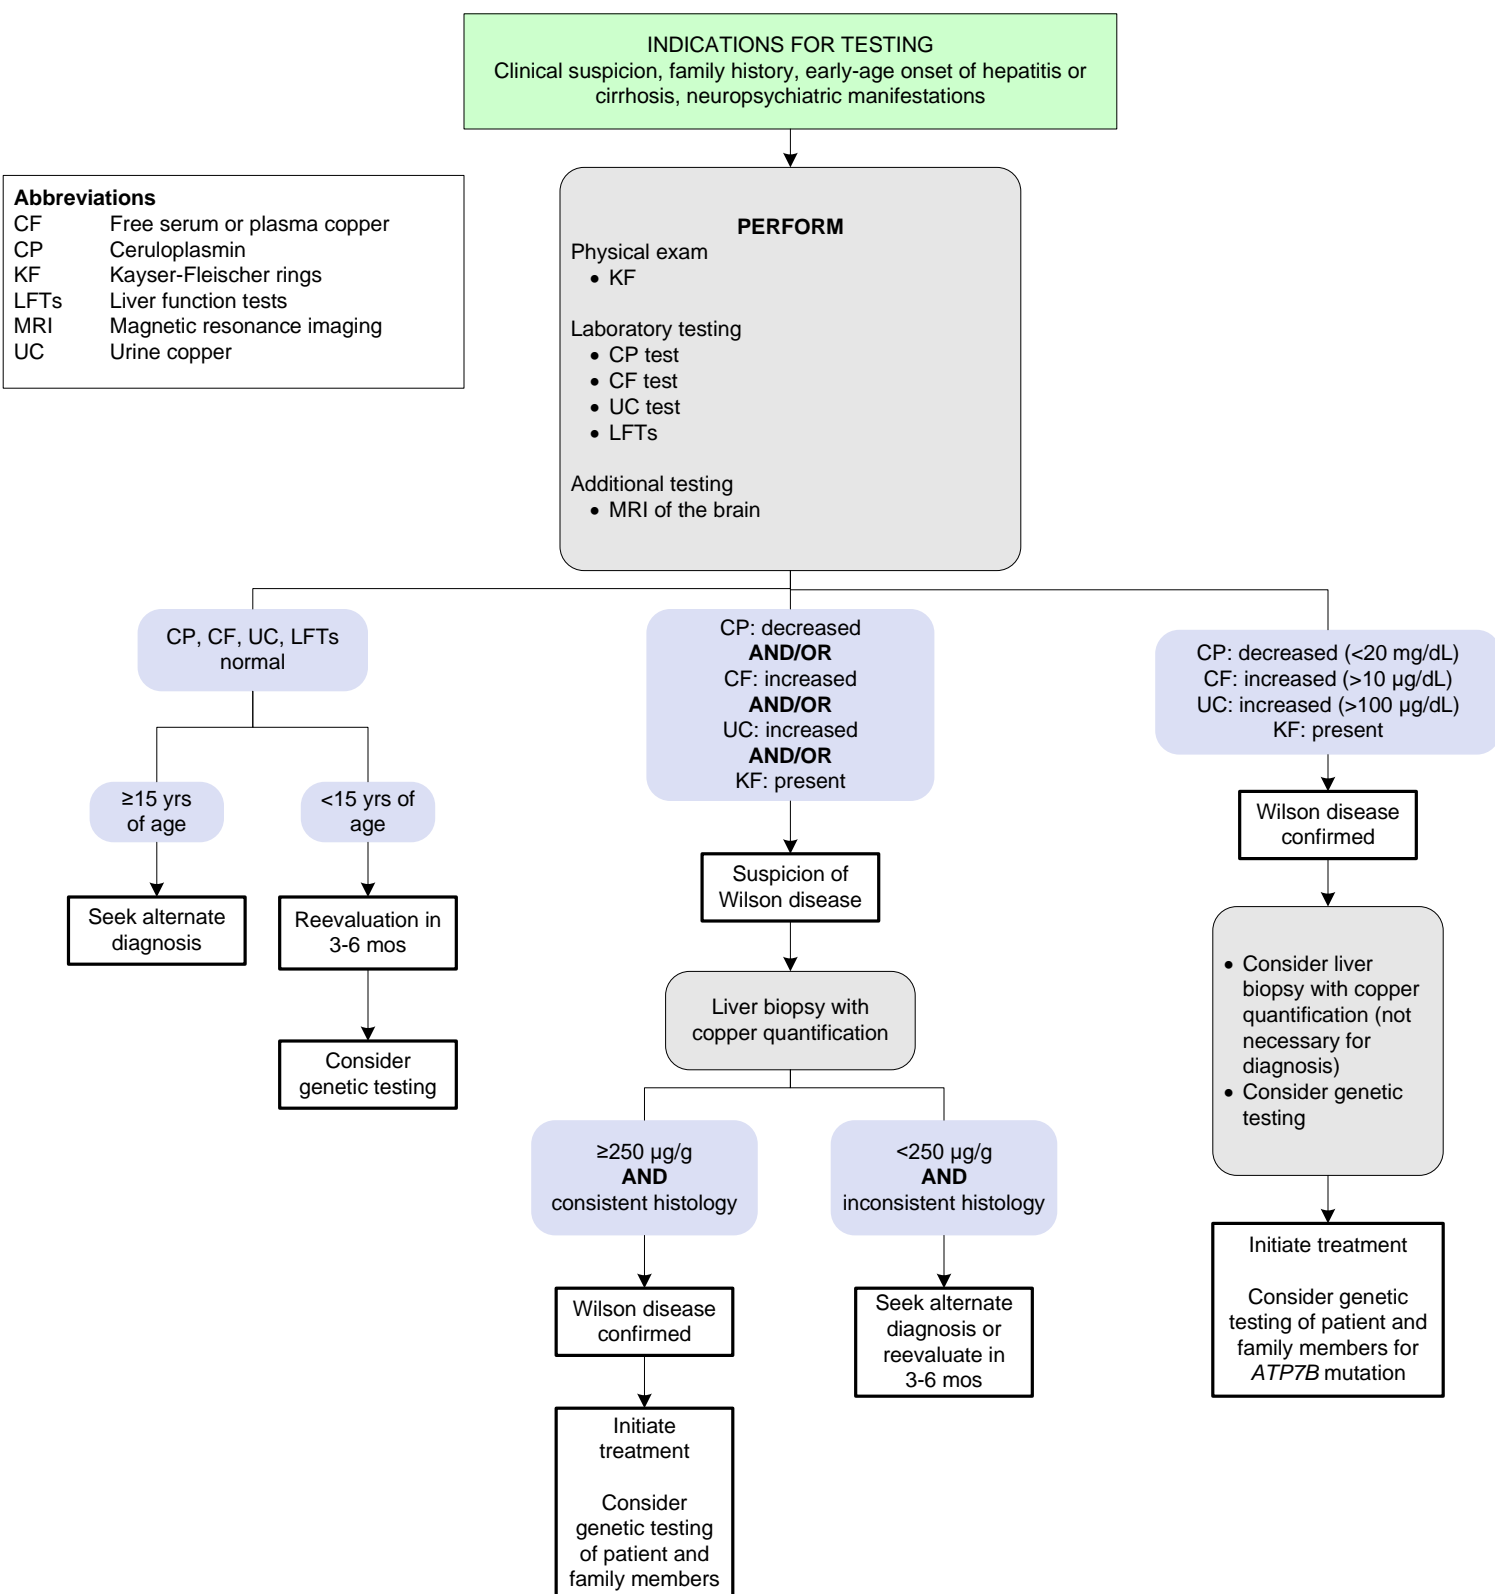 INDICATIONS FOR TESTING
Clinical suspicion, family history, early-age onset of hepatitis or
cirrhosis, neuropsychiatric manifestations
Abbreviations
CF Free serum or plasma copper
CP Ceruloplasmin
KF Kayser-Fleischer rings
LFTs Liver function tests
MRI Magnetic resonance imaging
UC Urine copper
PERFORM
Physical exam
• KF
Laboratory testing
• CP test
• CF test
• UC test
• LFTs
Additional testing
• MRI of the brain
CP, CF, UC, LFTs
normal
≥15 yrs
of age
Seek alternate
diagnosis
<15 yrs of
age
Reevaluation in
3-6 mos
Consider
genetic testing
CP: decreased
AND/OR
CF: increased
AND/OR
UC: increased
AND/OR
KF: present
Suspicion of
Wilson disease
Liver biopsy with
copper quantification
≥250 µg/g
AND
consistent histology
Wilson disease
confirmed
Initiate
treatment
Consider
genetic testing
of patient and
family members
<250 µg/g
AND
inconsistent histology
Seek alternate
diagnosis or
reevaluate in
3-6 mos
CP: decreased (<20 mg/dL)
CF: increased (>10 µg/dL)
UC: increased (>100 µg/dL)
KF: present
Wilson disease
confirmed
• Consider liver
biopsy with copper
quantification (not
necessary for
diagnosis)
• Consider genetic
testing
Initiate treatment
Consider genetic
testing of patient and
family members for
ATP7B mutation